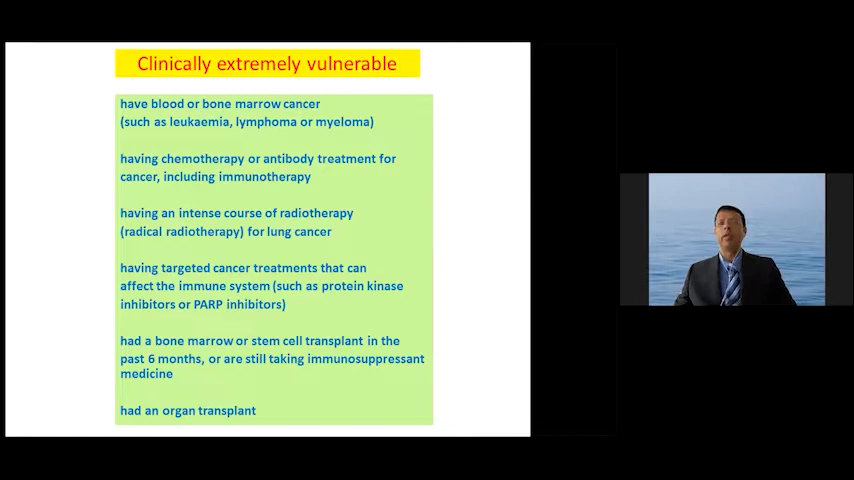 Clinically extremely vulnerable
have blood or bone marrow cancer
(such as leukaemia, lymphoma or myeloma)
having chemotherapy or antibody treatment for
cancer, including immunotherapy
having an intense course of radiotherapy
(radical radiotherapy) for lung cancer
having targeted cancer treatments that can
affect the immune system (such as protein kinase
inhibitors or PARP inhibitors)
had a bone marrow or stem cell transplant in the
past 6 months, or are still taking immunosuppressant
medicine
had an organ transplant